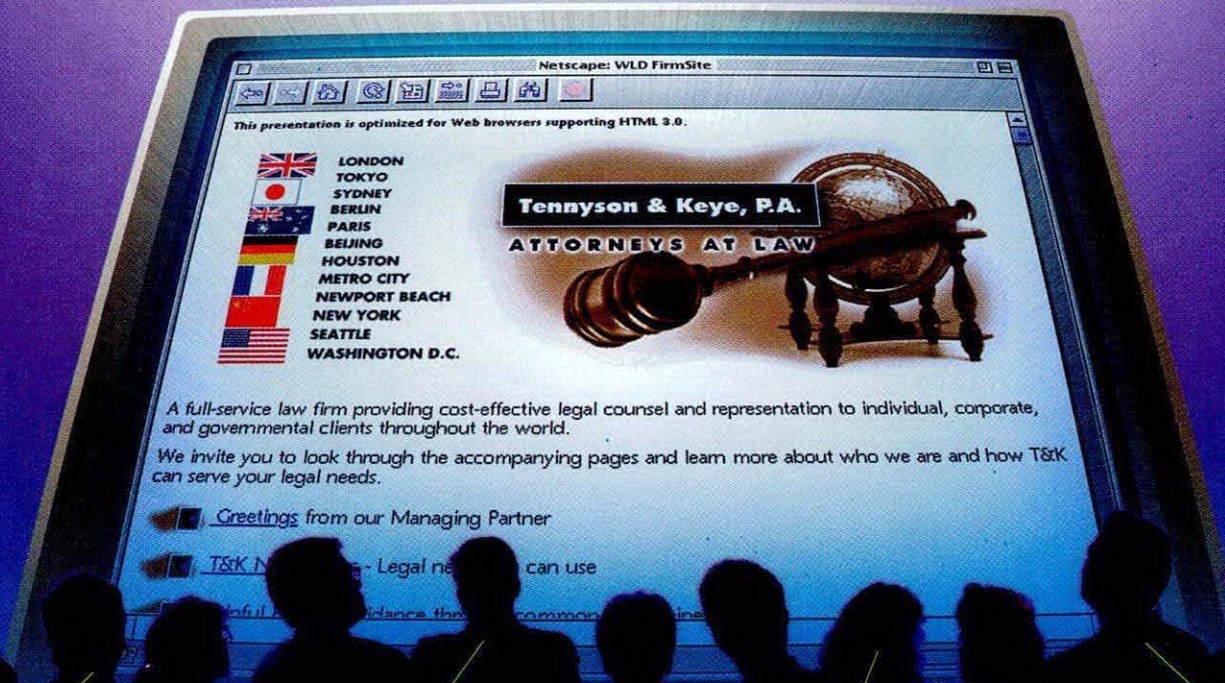 Netscape: WLD FirmSite
This presentation is optimized for Web browsers supporting HTML 3.0.
LONDON
TOKYO
SYDNEY
BERLIN
PARIS
BEIJING
HOUSTON
METRO CITY
NEWPORT BEACH
NEW YORK
SEATTLE
WASHINGTON D.C.
Tennyson & Keye, P.A.
ATTORNEYS AT LAW
A full-service law firm providing cost-effective legal counsel and representation to individual, corporate,
and governmental clients throughout the world.
We invite you to look through the accompanying pages and learn more about who we are and how T&K
can serve your legal needs.
Greetings from our Managing Partner
T&K - Legal can use